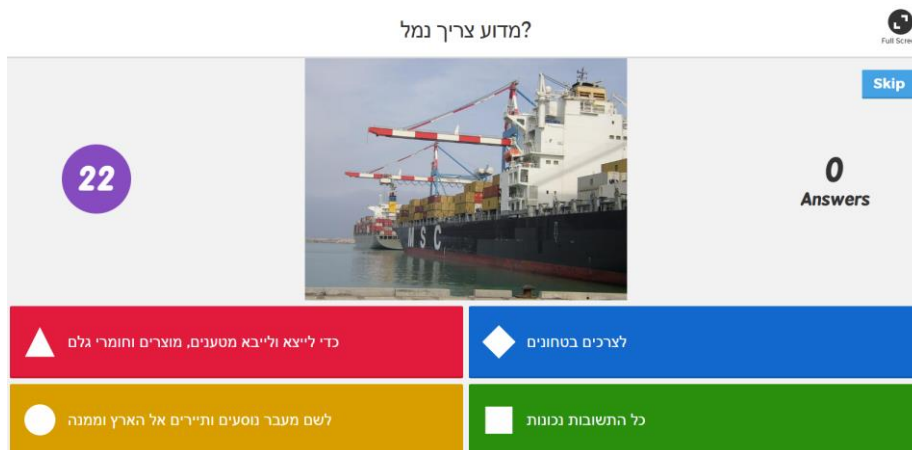 מדוע צריך נמל?
Full Scree
Skip
22
0
Answers
MSC
כדי לייצא ולייבא מטענים, מוצרים וחומרי גלם
לצרכים בטחונים
לשם מעבר נוסעים ותיירים אל הארץ וממנה
כל התשובות נכונות